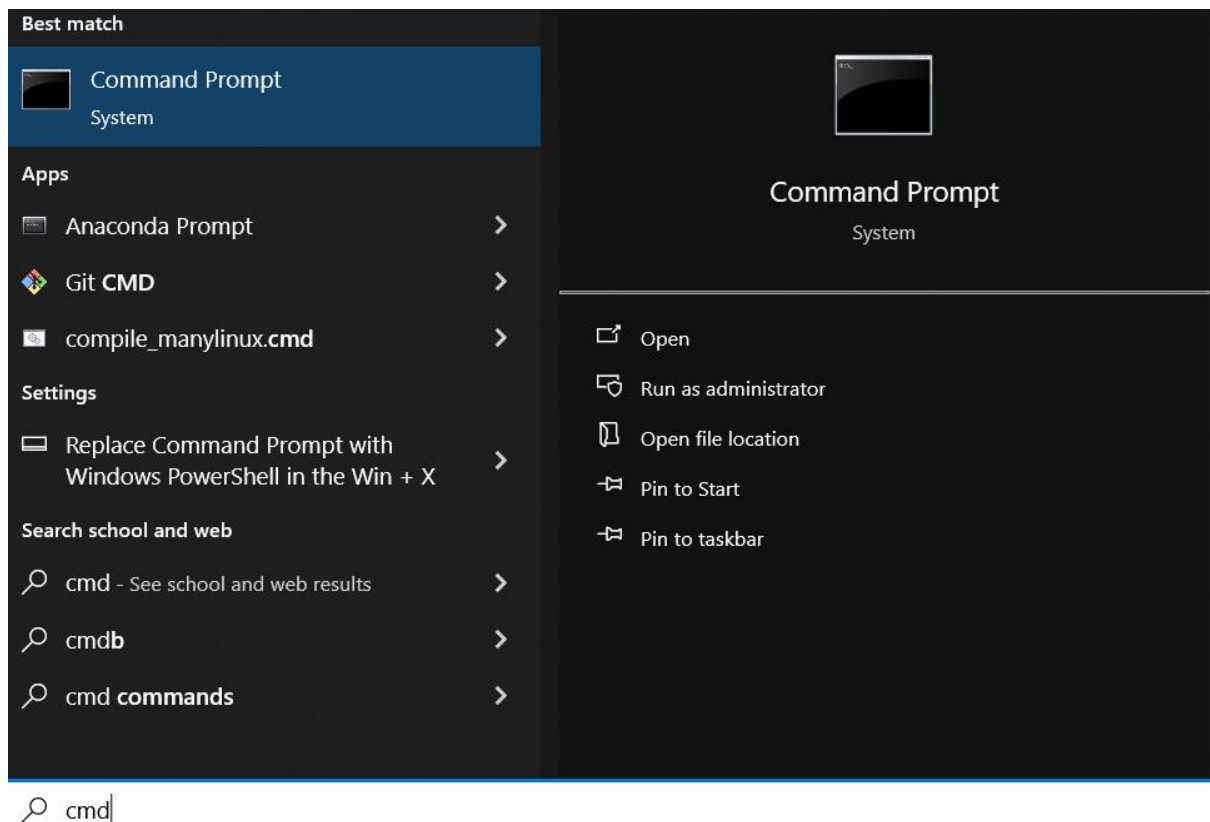 Best match
Command Prompt
System
Apps
Anaconda Prompt
Git CMD
compile_manylinux.cmd
Settings
Replace Command Prompt with
Windows PowerShell in the Win + X
Search school and web
cmd - See school and web results
cmdb
cmd commands
cmd
Command Prompt
System
Open
Run as administrator
Open file location
Pin to Start
Pin to taskbar